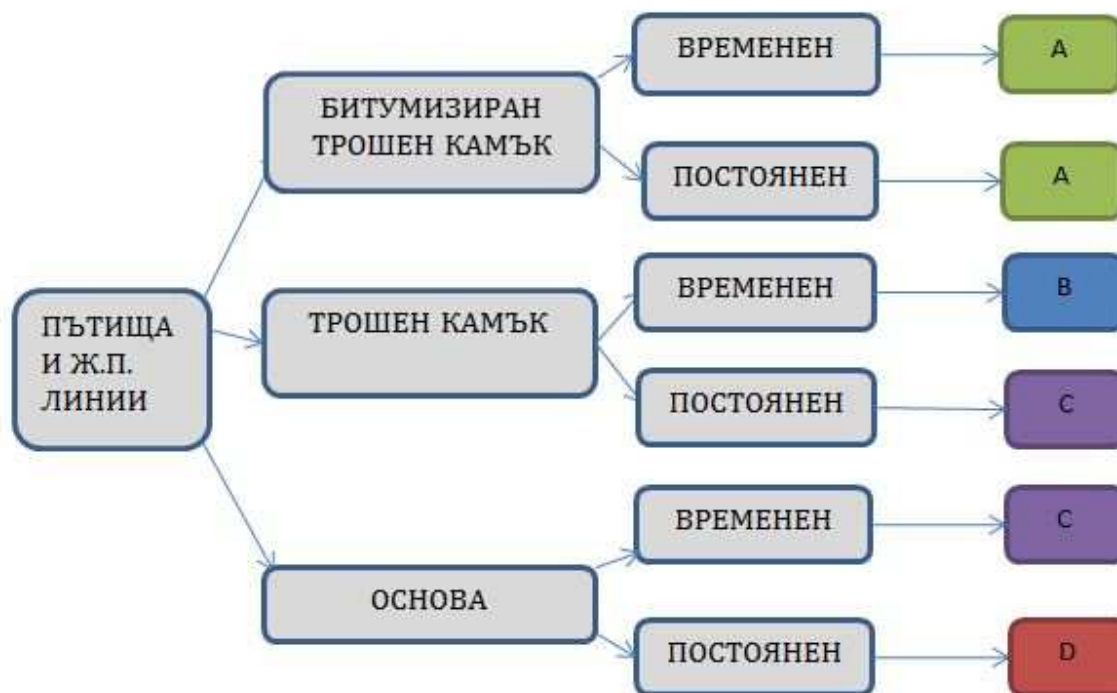 ПЪТИЩА
И Ж.П.
ЛИНИИ
БИТУМИЗИРАН
ТРОШЕН КАМЪК
ВРЕМЕНЕН
A
ПОСТОЯНЕН
A
ТРОШЕН КАМЪК
ВРЕМЕНЕН
B
ПОСТОЯНЕН
C
ОСНОВА
ВРЕМЕНЕН
C
ПОСТОЯНЕН
D